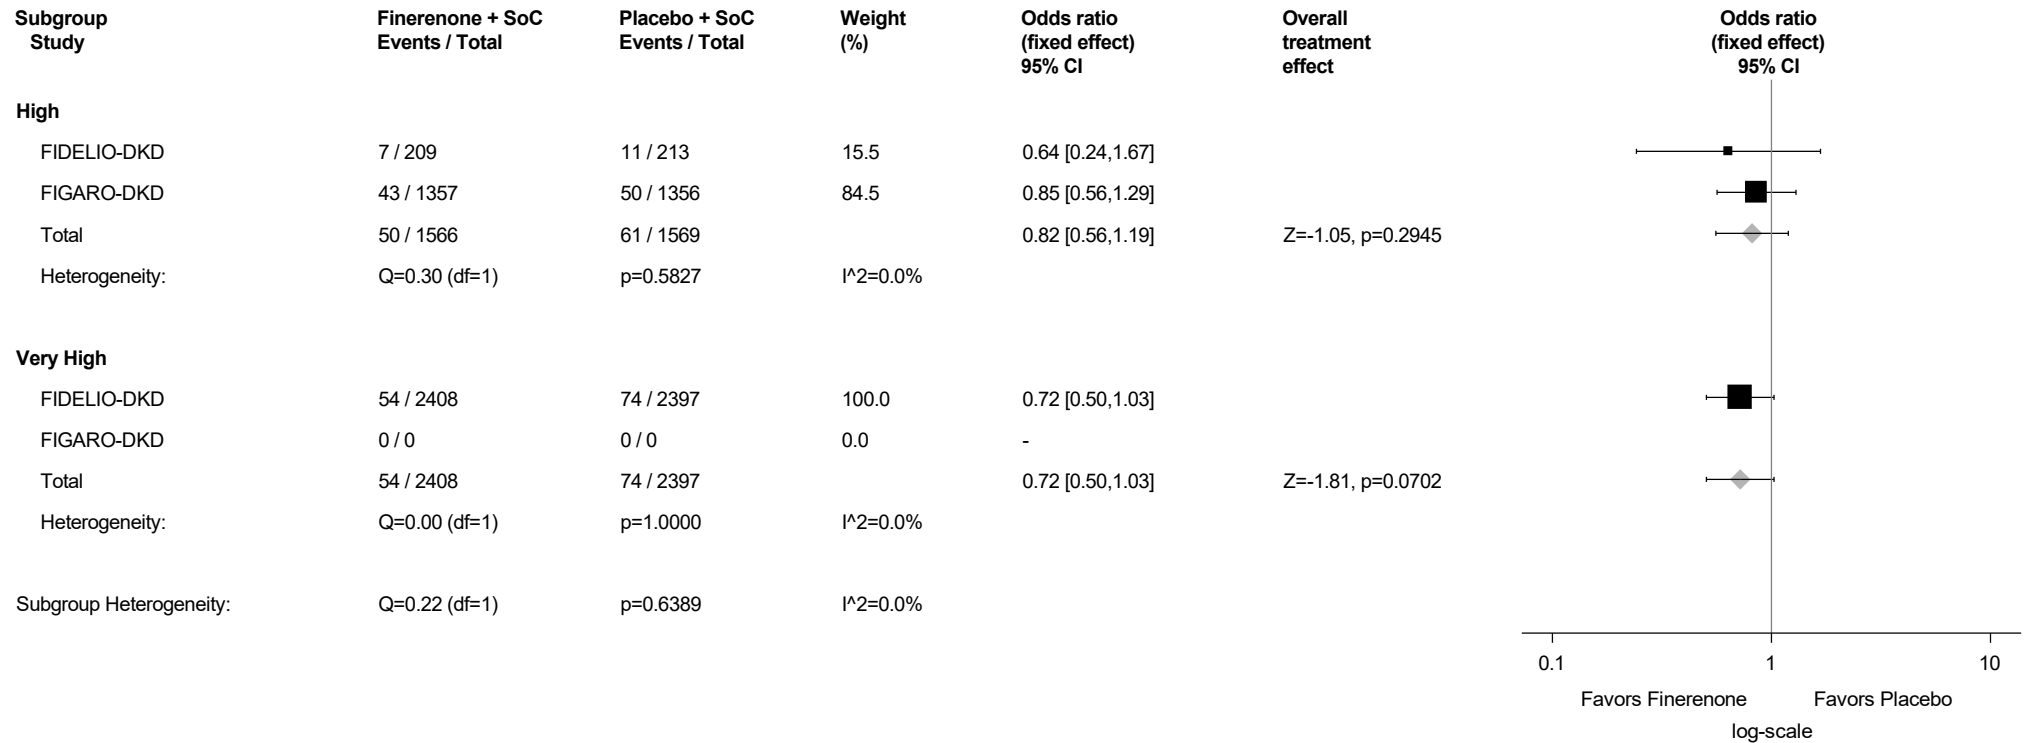 Subgroup Finerenone + SoC Placebo + SoC Weight Odds ratio Overall Odds ratio
Study Events / Total Events / Total (%) (fixed effect) treatment (fixed effect)
95% CI effect 95% CI
High
FIDELIO-DKD 7 / 209 11 / 213 15.5 0.64 [0.24,1.67]
FIGARO-DKD 43 / 1357 50 / 1356 84.5 0.85 [0.56,1.29]
Total 50 / 1566 61 / 1569 0.82 [0.56,1.19] Z=-1.05, p=0.2945
Heterogeneity: Q=0.30 (df=1) p=0.5827 I^2=0.0%
Very High
FIDELIO-DKD 54 / 2408 74 / 2397 100.0 0.72 [0.50,1.03]
FIGARO-DKD 0 / 0 0 / 0 0.0 -
Total 54 / 2408 74 / 2397 0.72 [0.50,1.03] Z=-1.81, p=0.0702
Heterogeneity: Q=0.00 (df=1) p=1.0000 I^2=0.0%
Subgroup Heterogeneity: Q=0.22 (df=1) p=0.6389 I^2=0.0%
0.1 1 10
Favors Finerenone Favors Placebo
log-scale